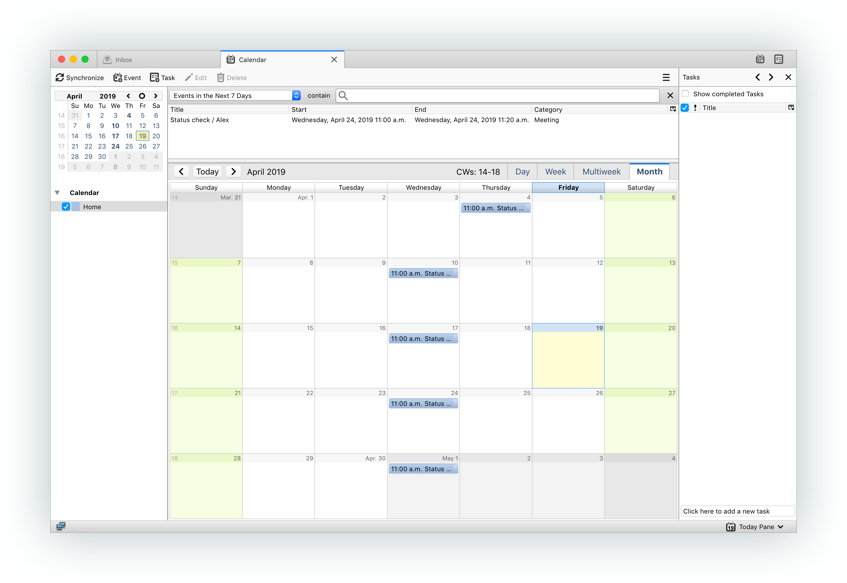 Inbox
Calendar
Synchronize Event Task Edit Delete
Tasks
April 2019
Su Mo Tu We Th Fr Sa
14 31 1 2 3 4 5 6
15 7 8 9 10 11 12 13
16 14 15 16 17 18 19 20
17 21 22 23 24 25 26 27
18 28 29 30 1 2 3 4
19 5 6 7 8 9 10 11
Calendar
Home
Events in the Next 7 Days contain
Title Start End Category
Status check / Alex Wednesday, April 24, 2019 11:00 a.m. Wednesday, April 24, 2019 11:20 a.m. Meeting
Today April 2019 CWs: 14-18 Day Week Multiweek Month
Sunday Monday Tuesday Wednesday Thursday Friday Saturday
14 Mar. 31 Apr. 1 2 3 4 5 6
11:00 a.m. Status ...
15 7 8 9 10 11 12 13
11:00 a.m. Status ...
16 14 15 16 17 18 19 20
11:00 a.m. Status ...
17 21 22 23 24 25 26 27
11:00 a.m. Status ...
18 28 29 Apr. 30 May 1 2 3 4
11:00 a.m. Status ...
Show completed Tasks
! Title
Click here to add a new task
19 Today Pane